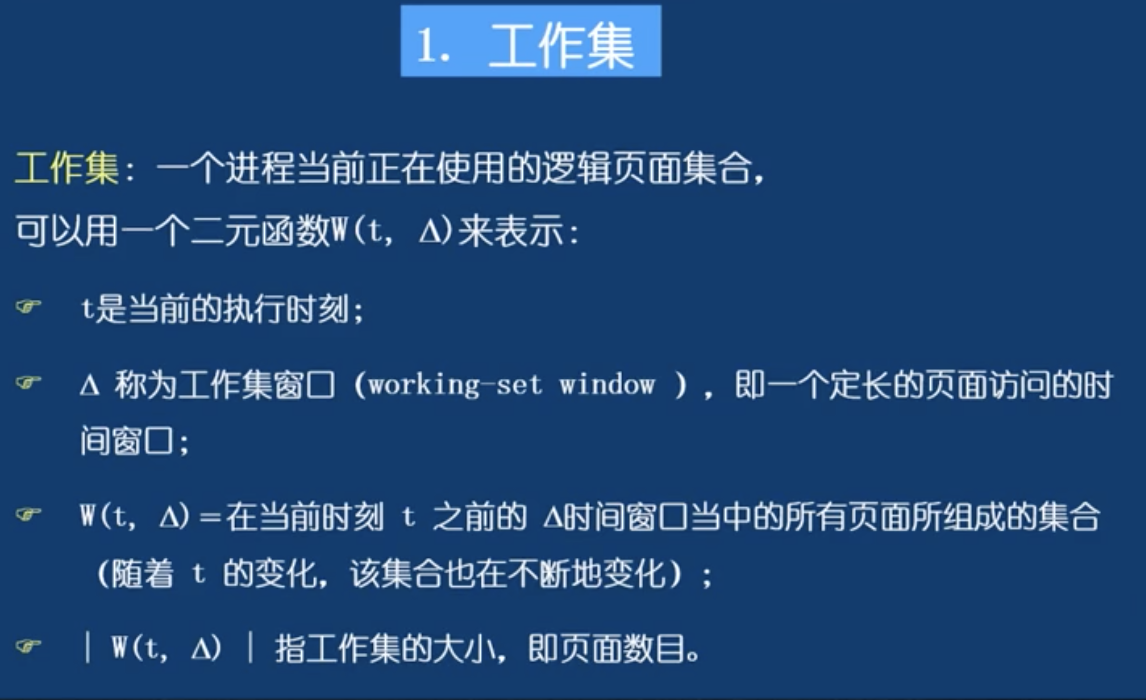 1. 工作集
工作集：一个进程当前正在使用的逻辑页面集合，
可以用一个二元函数W(t, Δ)来表示：
t是当前的执行时刻；
Δ 称为工作集窗口（working-set window ），即一个定长的页面访问的时
间窗口；
W(t, Δ)＝在当前时刻 t 之前的 Δ时间窗口当中的所有页面所组成的集合
（随着 t 的变化，该集合也在不断地变化）；
| W(t, Δ) | 指工作集的大小，即页面数目。